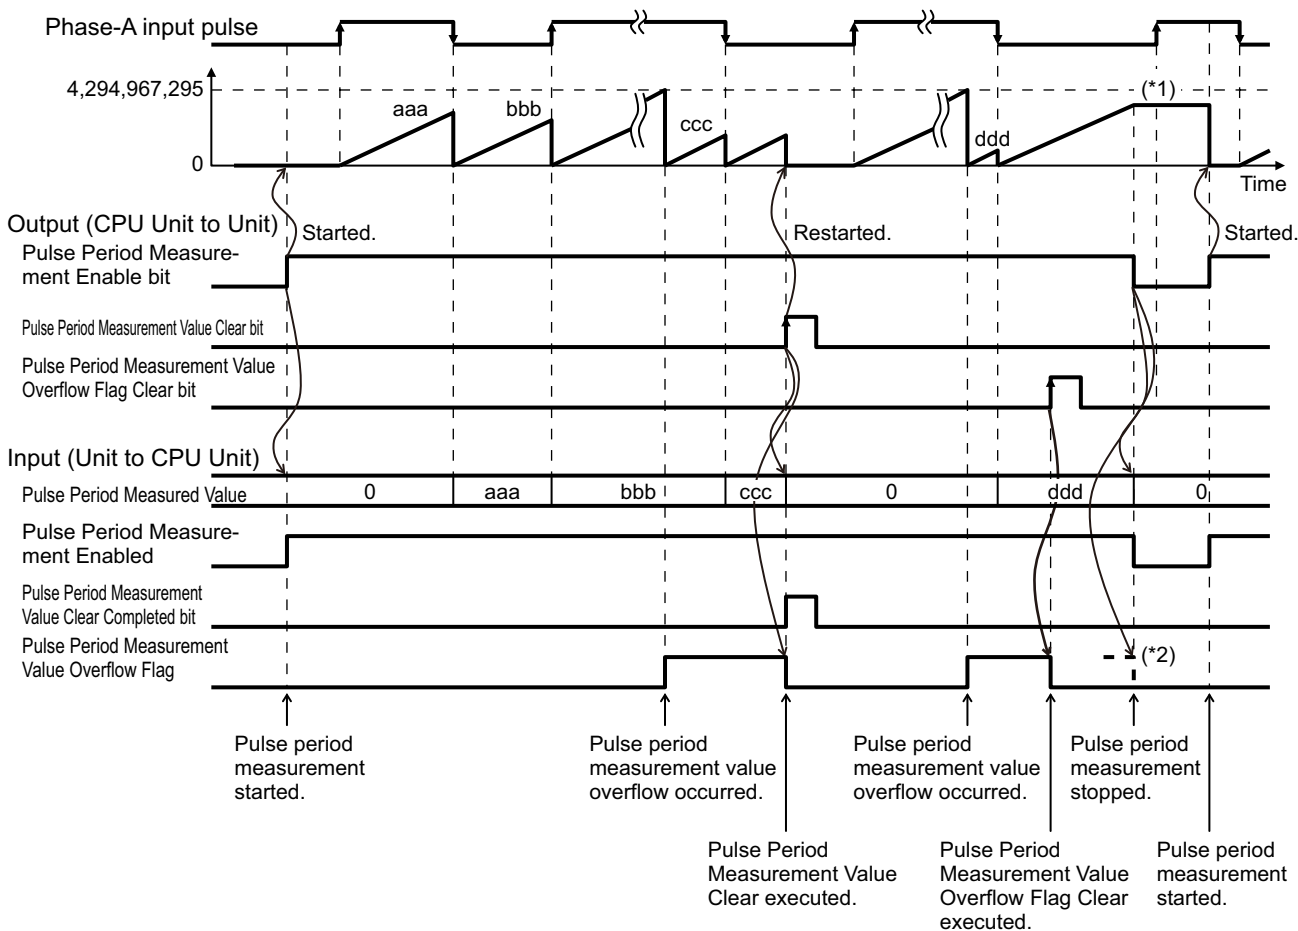 Phase-A input pulse
4,294,967,295
aaa
bbb
ccc
ddd
(*1)
0
Time
Output (CPU Unit to Unit)
Started.
Restarted.
Started.
Pulse Period Measure-
ment Enable bit
Pulse Period Measurement Value Clear bit
Pulse Period Measurement Value
Overflow Flag Clear bit
Input (Unit to CPU Unit)
Pulse Period Measured Value
0
aaa
bbb
ccc
0
ddd
0
Pulse Period Measure-
ment Enabled
Pulse Period Measurement
Value Clear Completed bit
Pulse Period Measurement
Value Overflow Flag
(*2)
Pulse period
measurement
started.
Pulse period
measurement value
overflow occurred.
Pulse period
measurement value
overflow occurred.
Pulse period
measurement
stopped.
Pulse Period
Measurement Value
Clear executed.
Pulse Period
Measurement Value
Overflow Flag Clear
executed.
Pulse period
measurement
started.